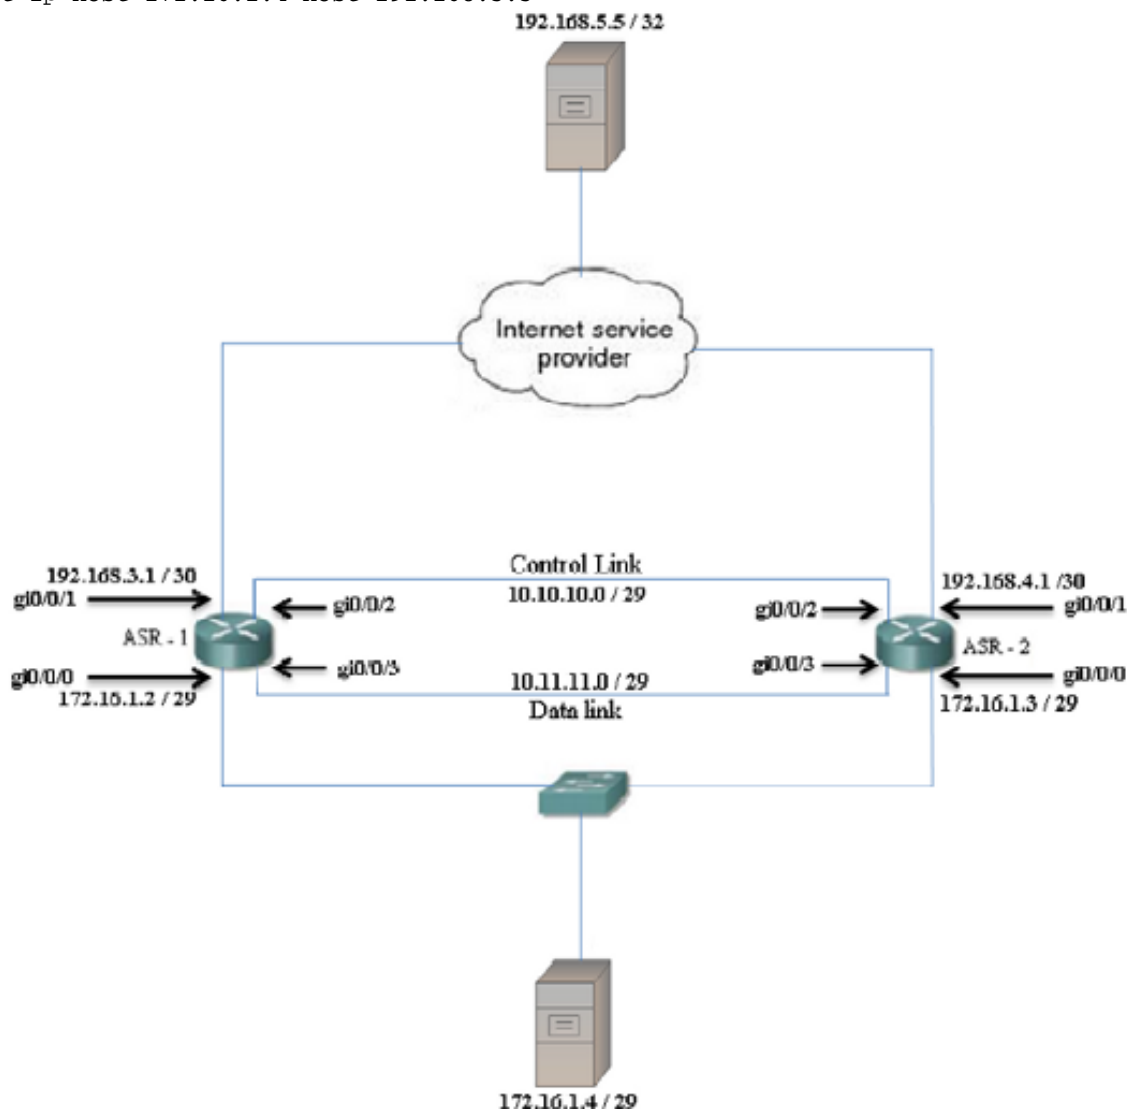 192.168.5.5 / 32
Internet service
provider
Control Link
10.10.10.0 / 29
192.168.3.1 / 30
gi0/0/1
gi0/0/2
ASR - 1
gi0/0/3
gi0/0/0
172.16.1.2 / 29
192.168.4.1 /30
gi0/0/2
gi0/0/1
ASR - 2
gi0/0/3
gi0/0/0
172.16.1.3 / 29
10.11.11.0 / 29
Data link
172.16.1.4 / 29